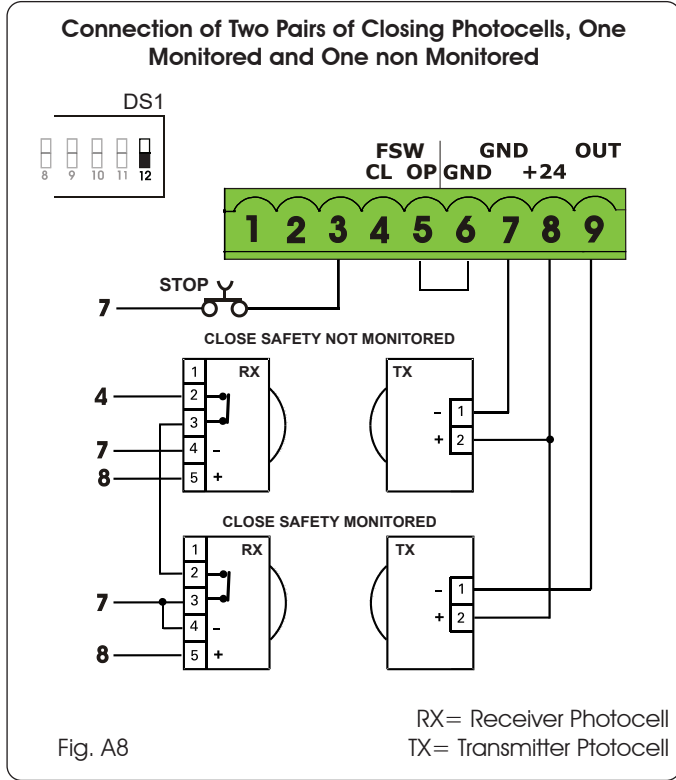 Connection of Two Pairs of Closing Photocells, One
Monitored and One non Monitored
DS1
8 9 10 11 12
FSW GND OUT
CL OP GND +24
1 2 3 4 5 6 7 8 9
STOP
7
CLOSE SAFETY NOT MONITORED
1 RX TX
4 2
3 - 1
7 4 - + 2
8 5 +
CLOSE SAFETY MONITORED
1 RX TX
2 - 1
7 3 + 2
4 -
8 5 +
RX= Receiver Photocell
Fig. A8 TX= Transmitter Ptotocell